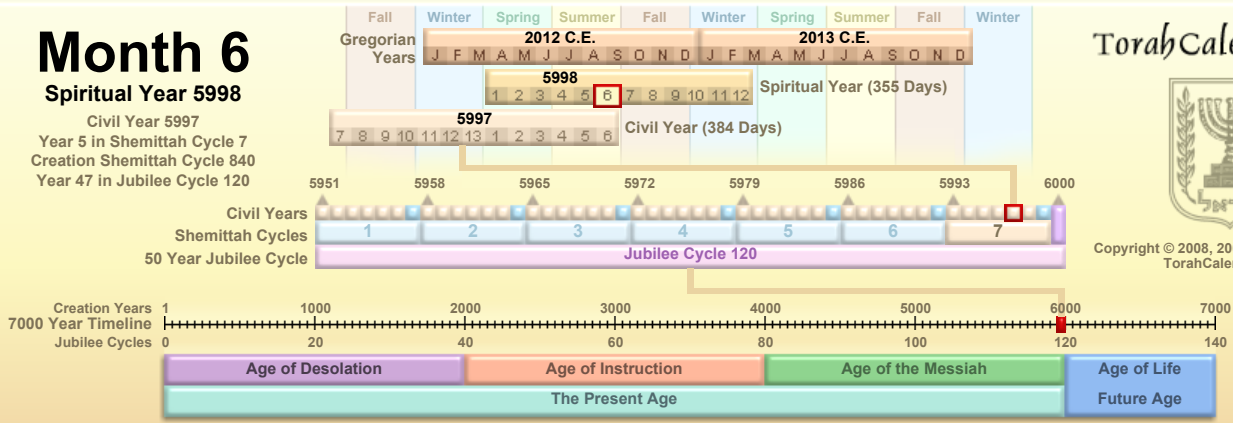 Fall Winter Spring Summer Fall Winter Spring Summer Fall Winter
Month 6
Spiritual Year 5998
Civil Year 5997
Year 5 in Shemittah Cycle 7
Creation Shemittah Cycle 840
Year 47 in Jubilee Cycle 120
Gregorian Years
2012 C.E. 2013 C.E.
J F M A M J J A S O N D J F M A M J J A S O N D
5998
1 2 3 4 5 6 7 8 9 10 11 12 Spiritual Year (355 Days)
5997
7 8 9 10 11 12 13 1 2 3 4 5 6 Civil Year (384 Days)
5951 5958 5965 5972 5979 5986 5993 6000
Civil Years
Shemittah Cycles 1 2 3 4 5 6 7
50 Year Jubilee Cycle Jubilee Cycle 120
TorahCale
Copyright © 2008, 20
TorahCale
Creation Years 1 1000 2000 3000 4000 5000 6000 7000
7000 Year Timeline
Jubilee Cycles 0 20 40 60 80 100 120 140
Age of Desolation Age of Instruction Age of the Messiah Age of Life
The Present Age Future Age